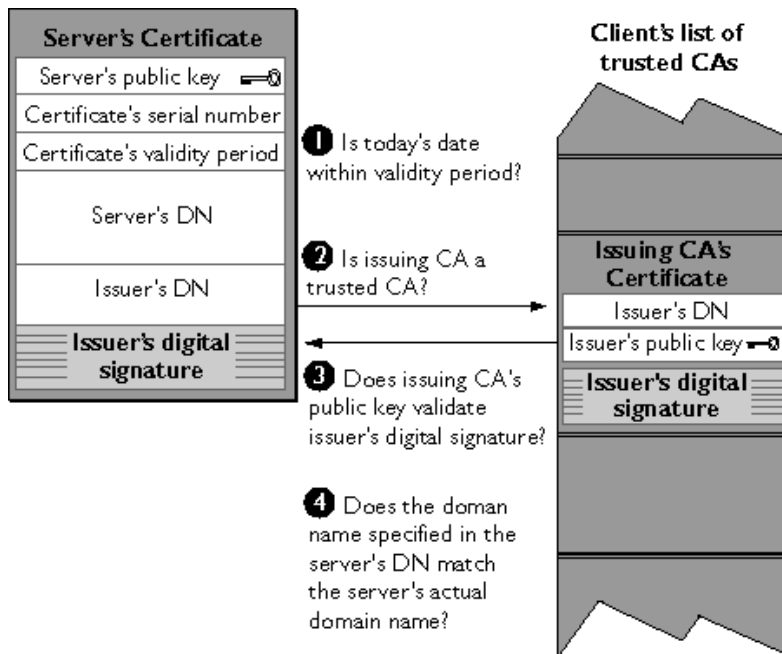 Server's Certificate
Server's public key
Certificate's serial number
Certificate's validity period
Server's DN
Issuer's DN
Issuer's digital
signature
1 Is today's date
within validity period?
2 Is issuing CA a
trusted CA?
3 Does issuing CA's
public key validate
issuer's digital signature?
4 Does the doman
name specified in the
server's DN match
the server's actual
domain name?
Client's list of
trusted CAs
Issuing CA's
Certificate
Issuer's DN
Issuer's public key
Issuer's digital
signature